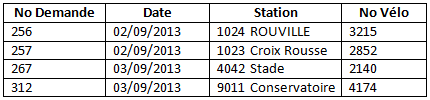 No Demande Date Station No Vélo
256 02/09/2013 1024 ROUVILLE 3215
257 02/09/2013 1023 Croix Rousse 2852
267 03/09/2013 4042 Stade 2140
312 03/09/2013 9011 Conservatoire 4174